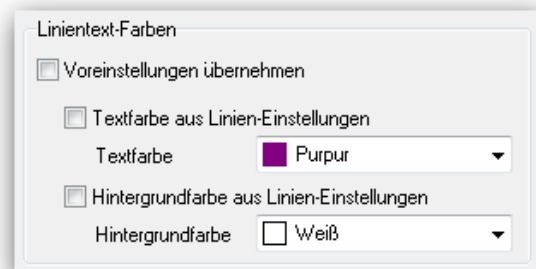 Linientext-Farben
Voreinstellungen übernehmen
Textfarbe aus Linien-Einstellungen
Textfarbe Purpur
Hintergrundfarbe aus Linien-Einstellungen
Hintergrundfarbe Weiß